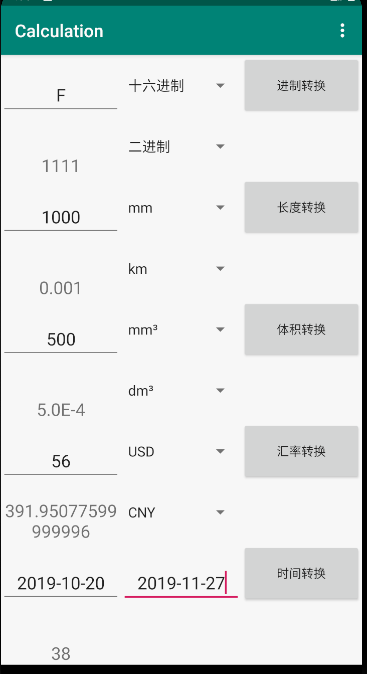 Calculation
F
十六进制
进制转换
1111
二进制
1000
mm
长度转换
0.001
km
500
mm³
体积转换
5.0E-4
dm³
56
USD
汇率转换
391.95077599
999996
CNY
2019-10-20
2019-11-27
时间转换
38